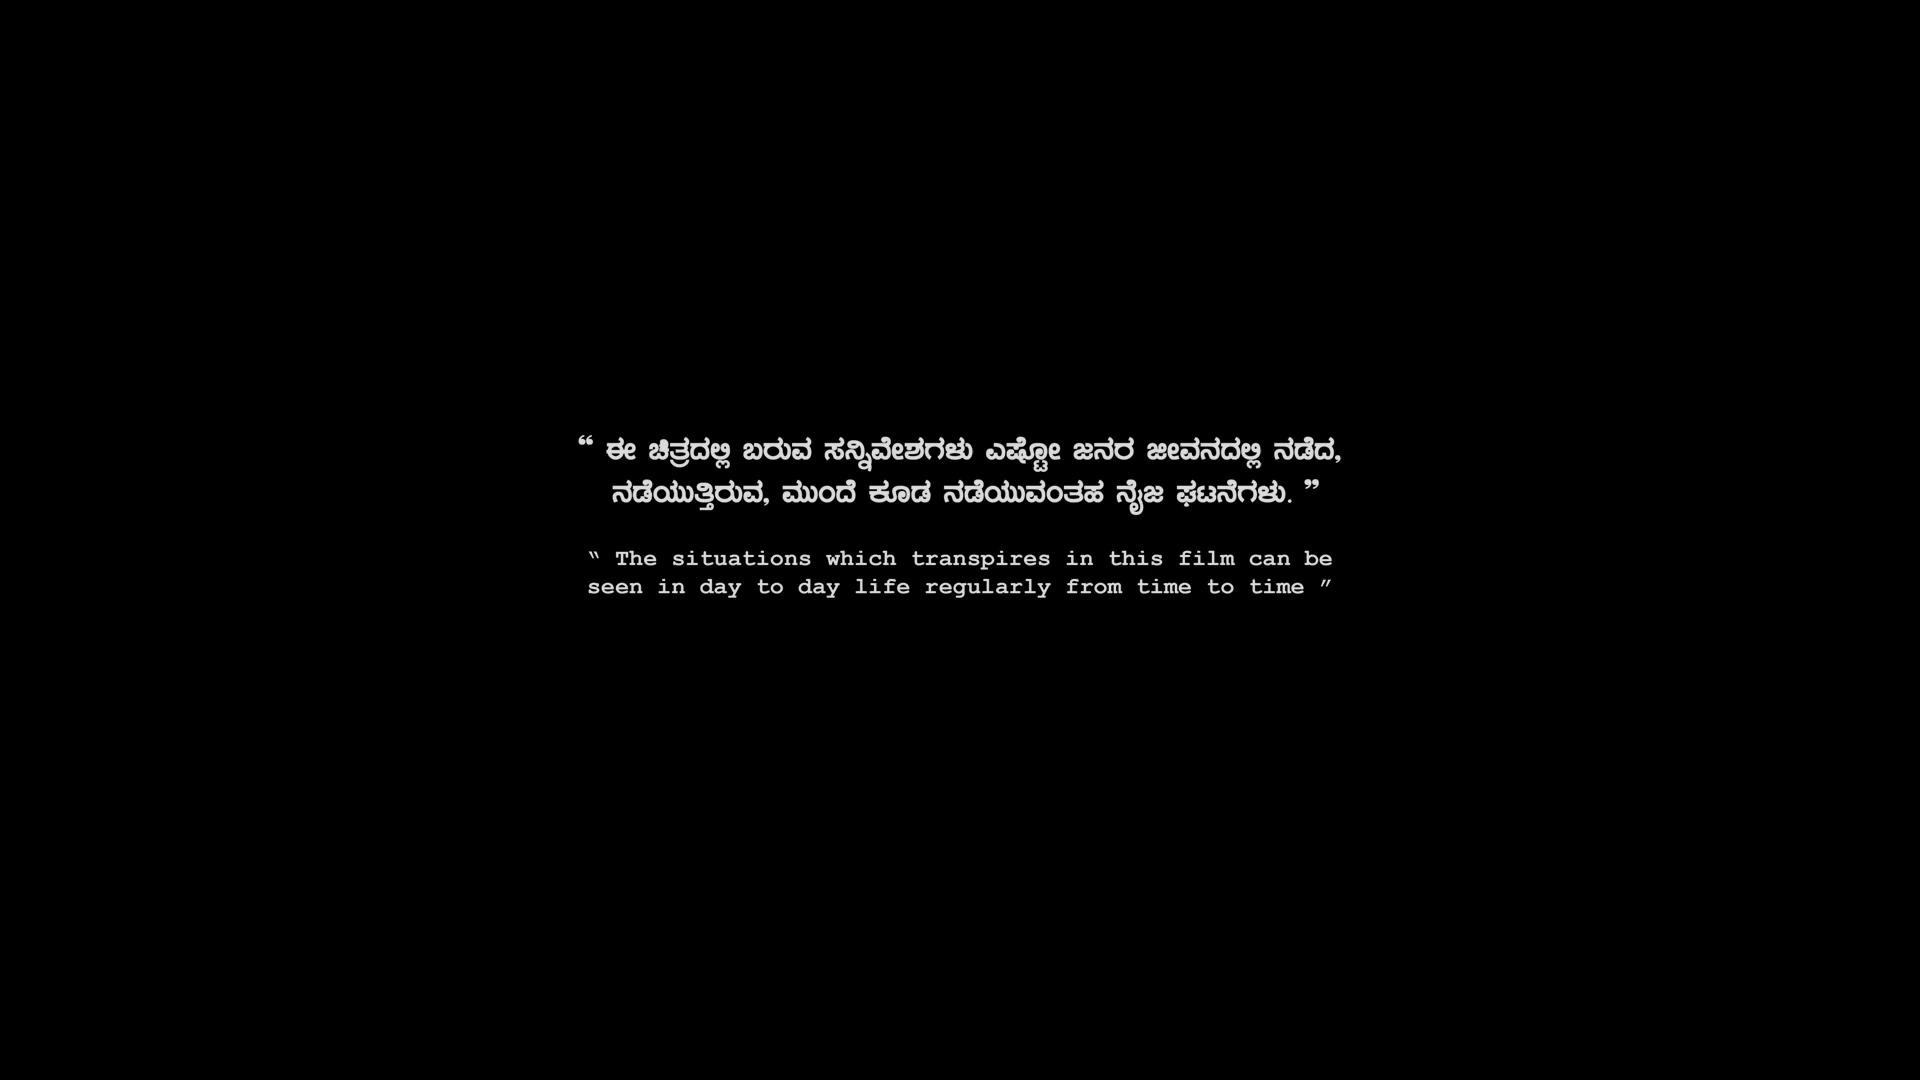 “ ಈ ಚಿತ್ರದಲ್ಲಿ ಬರುವ ಸನ್ನಿವೇಶಗಳು ಎಷ್ಟೋ ಜನರ ಜೀವನದಲ್ಲಿ ನಡೆದ,
ನಡೆಯುತ್ತಿರುವ, ಮುಂದೆ ಕೂಡ ನಡೆಯುವಂತಹ ನೈಜ ಘಟನೆಗಳು. ”
“ The situations which transpires in this film can be
seen in day to day life regularly from time to time ”